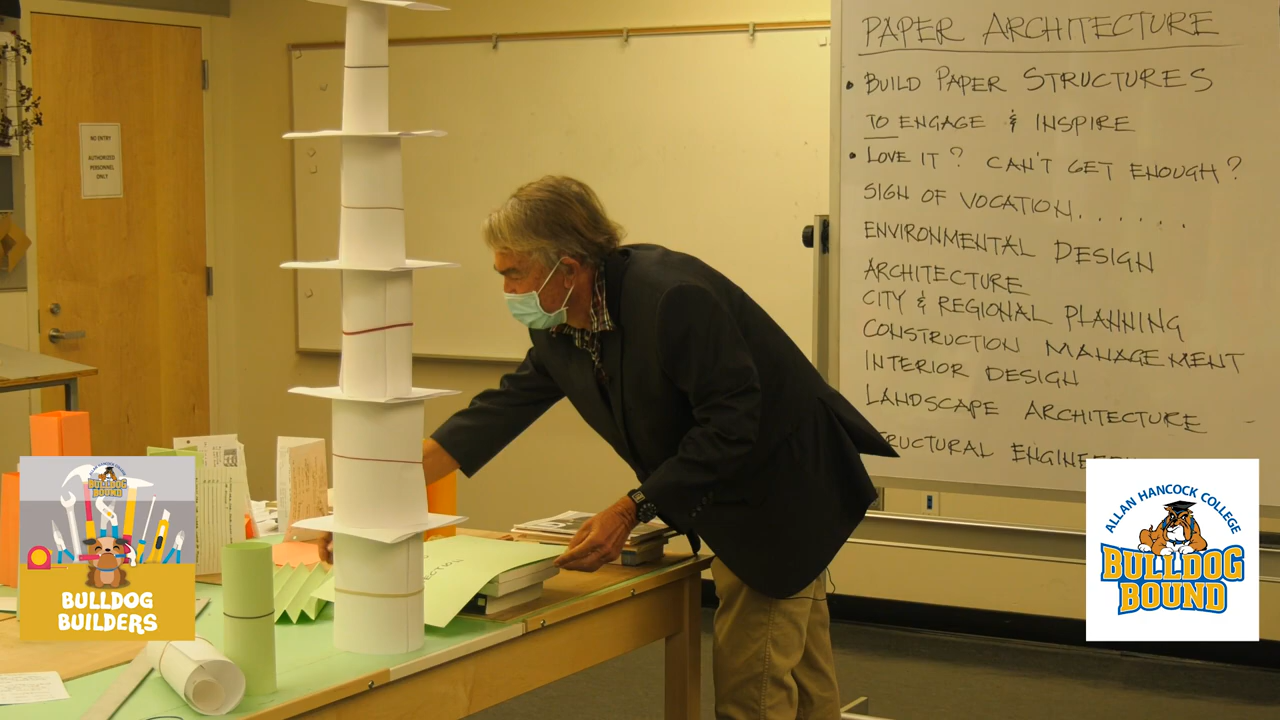 PAPER ARCHITECTURE
• BUILD PAPER STRUCTURES
TO ENGAGE & INSPIRE
• LOVE IT? CAN'T GET ENOUGH?
SIGN OF VOCATION......
ENVIRONMENTAL DESIGN
ARCHITECTURE
CITY & REGIONAL PLANNING
CONSTRUCTION MANAGEMENT
INTERIOR DESIGN
LANDSCAPE ARCHITECTURE
NO ENTRY
AUTHORIZED
PERSONNEL
ONLY
BULLDOG
BOUND
BULLDOG
BUILDERS
ALLAN HANCOCK COLLEGE
BULLDOG
BOUND